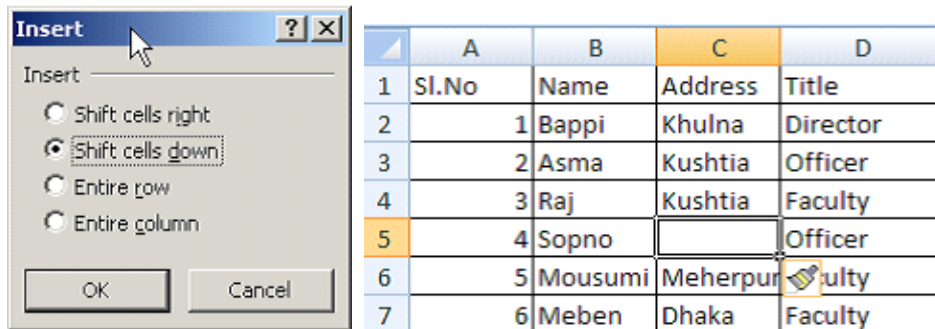 Insert
Insert
Shift cells right
Shift cells down
Entire row
Entire column
OK Cancel
A B C D
1 Sl.No Name Address Title
2 1 Bappi Khulna Director
3 2 Asma Kushtia Officer
4 3 Raj Kushtia Faculty
5 4 Sopno Officer
6 5 Mousumi Meherpur ulty
7 6 Meben Dhaka Faculty